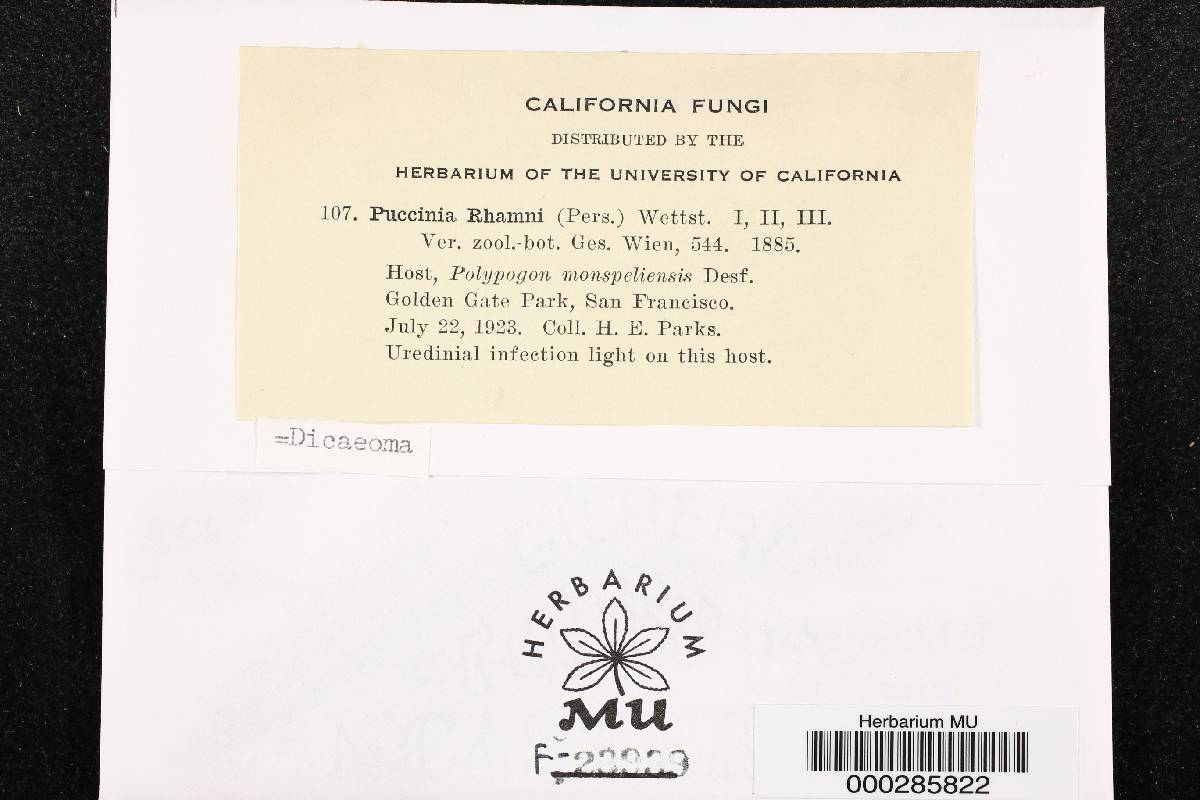 CALIFORNIA FUNGI
DISTRIBUTED BY THE
HERBARIUM OF THE UNIVERSITY OF CALIFORNIA
107. Puccinia Rhamni (Pers.) Wettst. I, II, III.
Ver. zool.-bot. Ges. Wien, 544. 1885.
Host, Polypogon monspeliensis Desf.
Golden Gate Park, San Francisco.
July 22, 1923. Coll. H. E. Parks.
Uredinial infection light on this host.
=Dicaeoma
HERBARIUM
MU
Herbarium MU
000285822